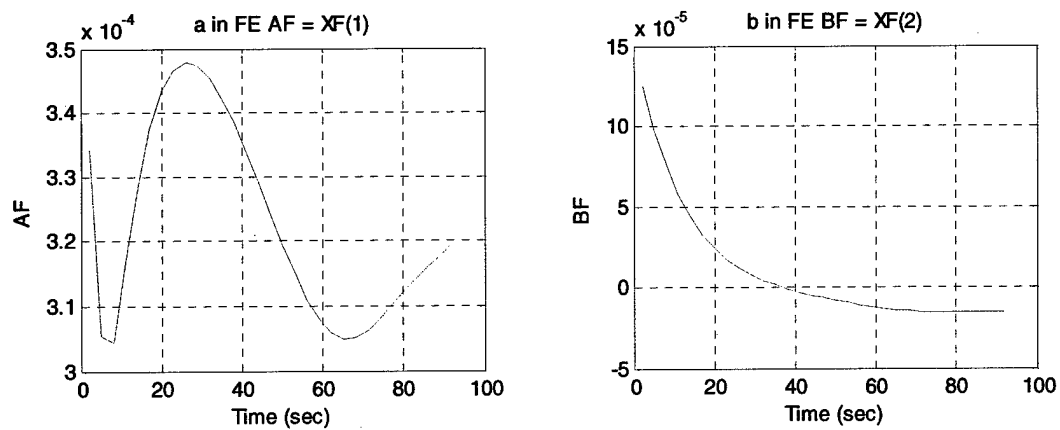 a in FE AF = XF(1)
x 10^-4
3.5
3.4
3.3
3.2
3.1
3
0 20 40 60 80 100
AF
Time (sec)
b in FE BF = XF(2)
x 10^-5
15
10
5
0
-5
0 20 40 60 80 100
BF
Time (sec)